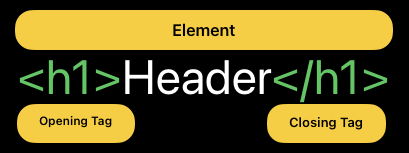 Element
<h1>Header</h1>
Opening Tag Closing Tag